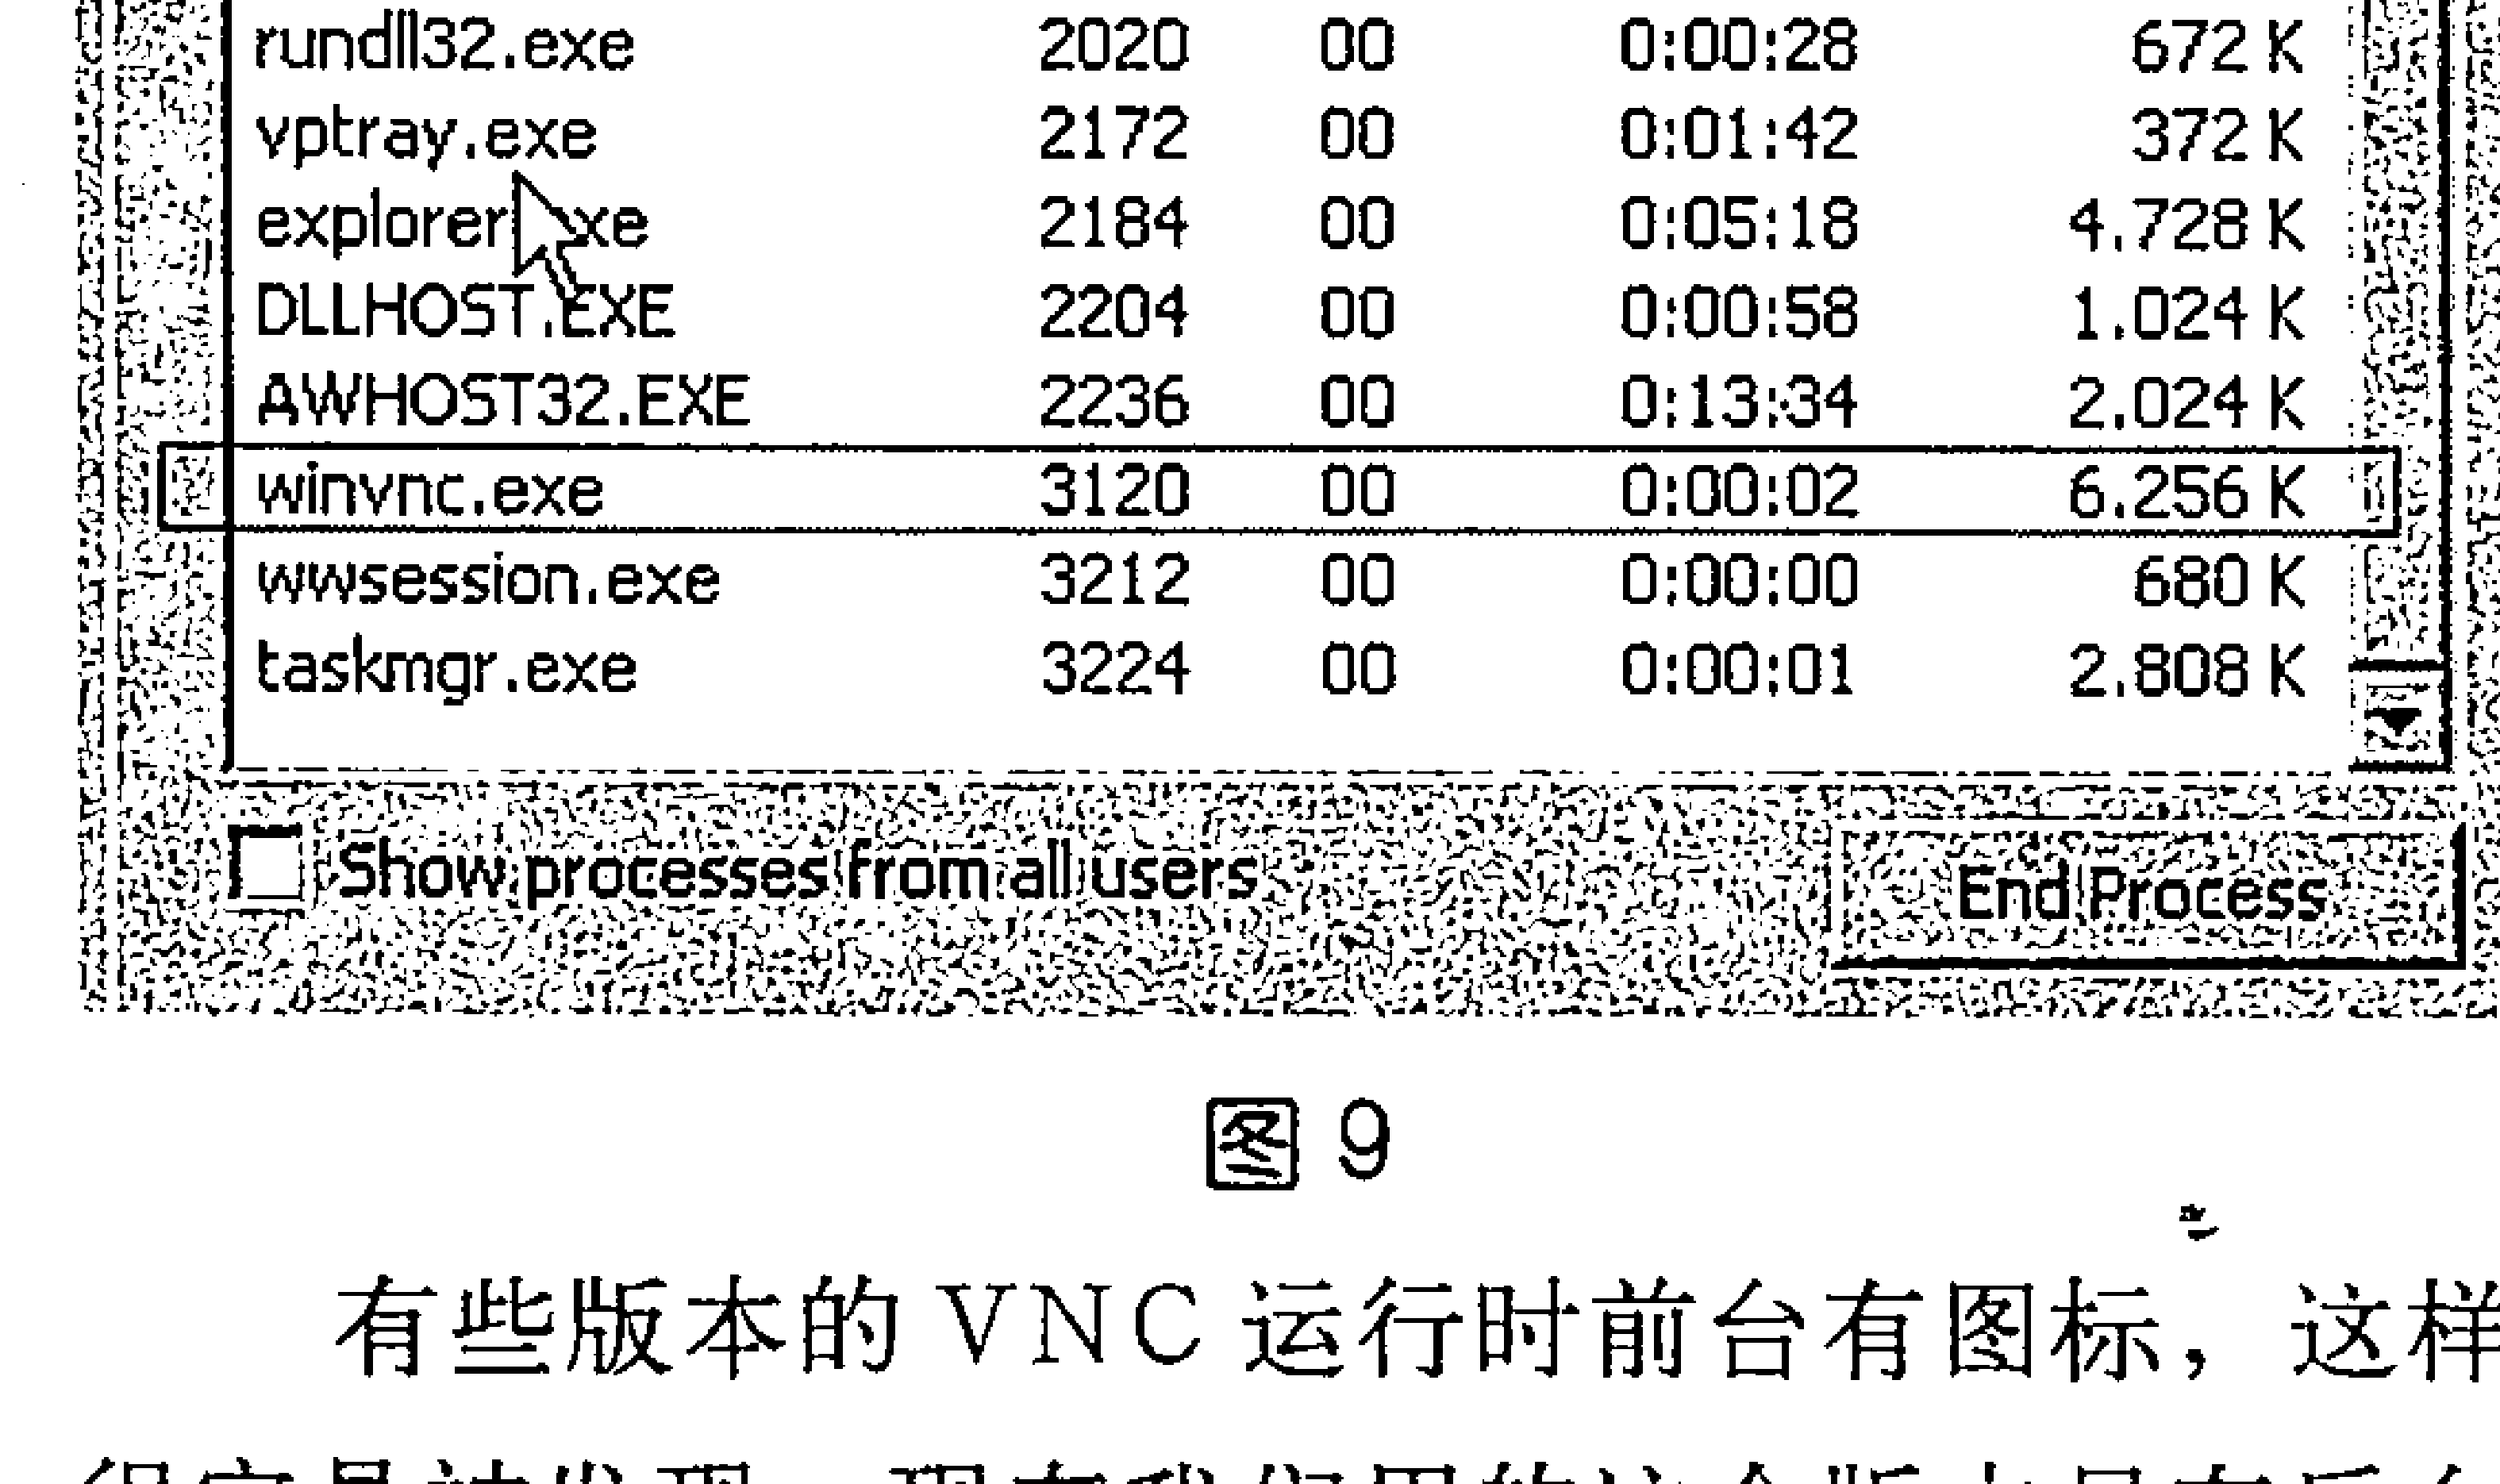 rundll32.exe 2020 00 0:00:28 672 K
vptray.exe 2172 00 0:01:42 372 K
explorer xe 2184 00 0:05:18 4.728 K
DLLHOST.EXE 2204 00 0:00:58 1.024 K
AWHOST32.EXE 2236 00 0:13:34 2.024 K
winvnc.exe 3120 00 0:00:02 6.256 K
wwsession.exe 3212 00 0:00:00 680 K
taskmgr.exe 3224 00 0:00:01 2.808 K
Show processes from all users End Process
图 9
有些版本的 VNC 运行时前台有图标，这样